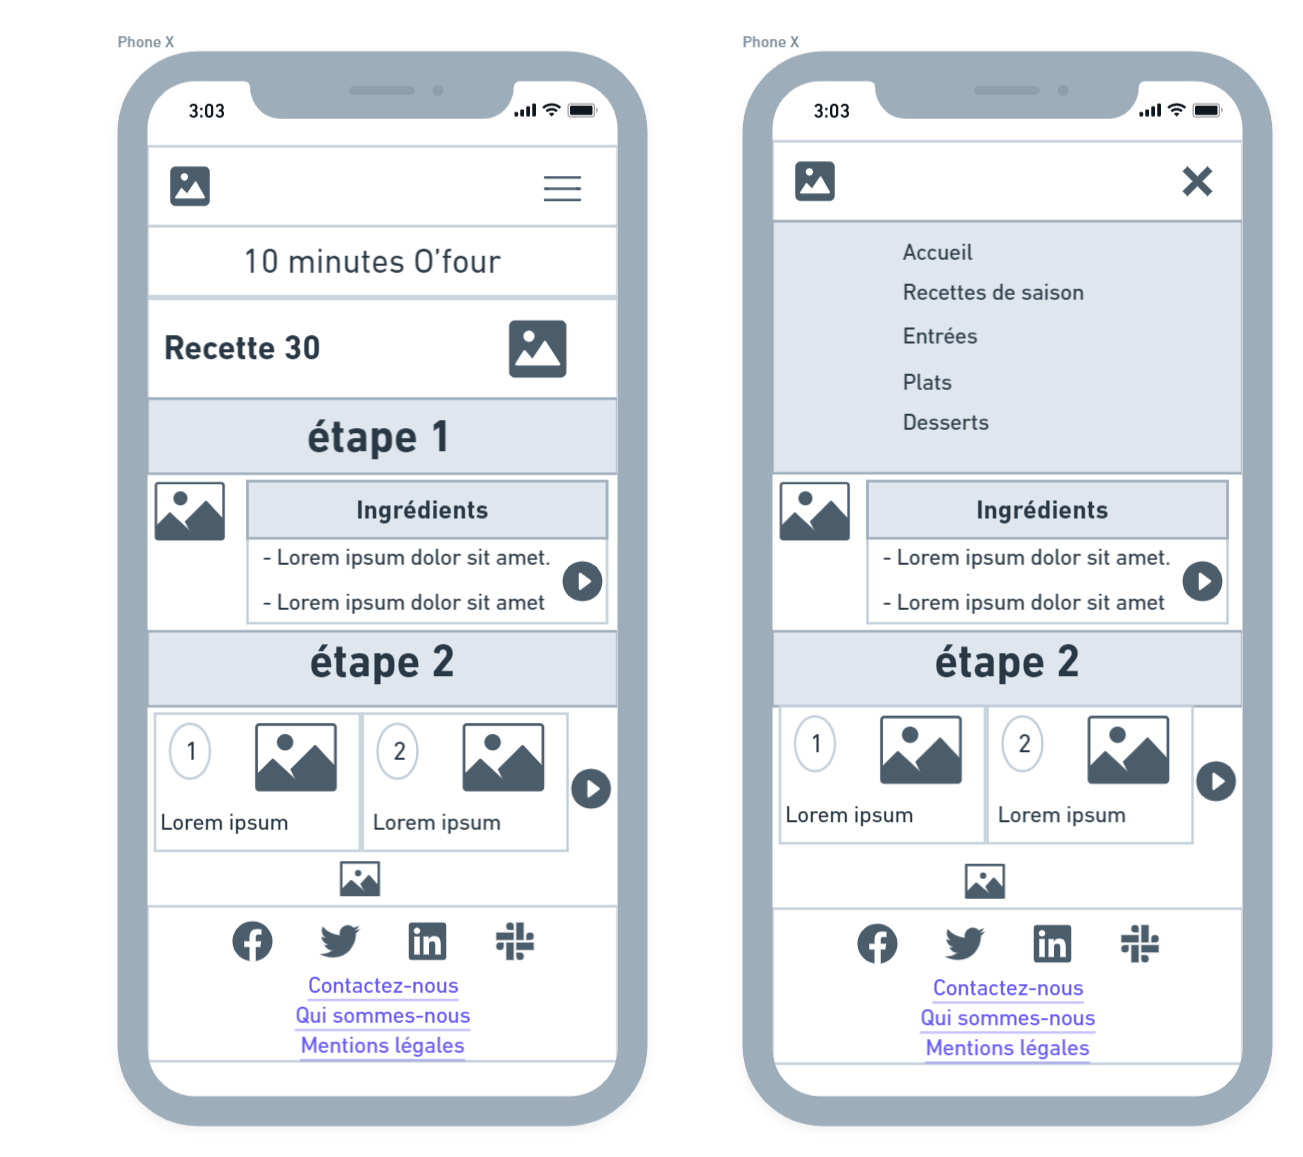 Phone X
3:03
10 minutes O'four
Recette 30
étape 1
Ingrédients
- Lorem ipsum dolor sit amet.
- Lorem ipsum dolor sit amet
étape 2
1
2
Lorem ipsum
Lorem ipsum
Contactez-nous
Qui sommes-nous
Mentions légales
Phone X
3:03
Accueil
Recettes de saison
Entrées
Plats
Desserts
Ingrédients
- Lorem ipsum dolor sit amet.
- Lorem ipsum dolor sit amet
étape 2
1
2
Lorem ipsum
Lorem ipsum
Contactez-nous
Qui sommes-nous
Mentions légales